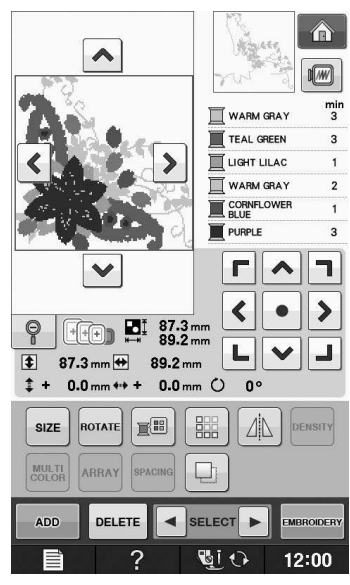 min
WARM GRAY 3
TEAL GREEN 3
LIGHT LILAC 1
WARM GRAY 2
CORNFLOWER BLUE 1
PURPLE 3
87.3 mm
89.2 mm
87.3 mm 89.2 mm
+ 0.0 mm + 0.0 mm 0°
SIZE ROTATE DENSITY
MULTI COLOR ARRAY SPACING
ADD DELETE SELECT EMBROIDERY
? 12:00